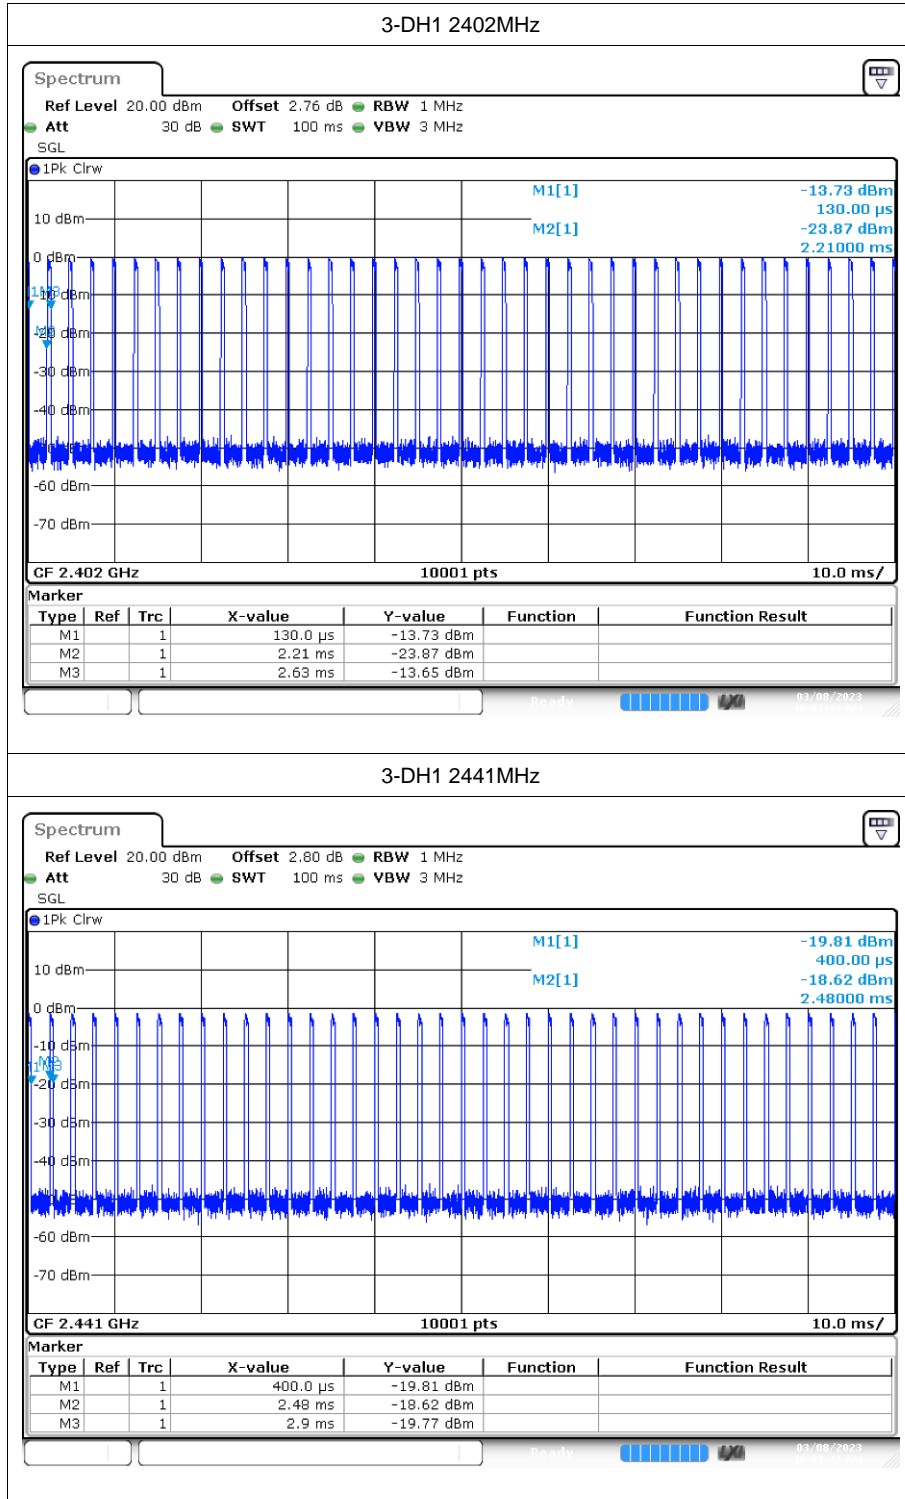 3-DH1 2402MHz
Spectrum
Ref Level 20.00 dBm Offset 2.76 dB RBW 1 MHz
Att 30 dB SWT 100 ms VBW 3 MHz
SGL
1Pk Clrw
M1[1] -13.73 dBm
130.00 µs
10 dBm
M2[1] -23.87 dBm
2.21000 ms
0 dBm
-30 dBm
-40 dBm
-60 dBm
-70 dBm
CF 2.402 GHz 10001 pts 10.0 ms/
Marker
Type Ref Trc X-value Y-value Function Function Result
M1 1 130.0 µs -13.73 dBm
M2 1 2.21 ms -23.87 dBm
M3 1 2.63 ms -13.65 dBm
Ready 03/08/2023
3-DH1 2441MHz
Spectrum
Ref Level 20.00 dBm Offset 2.80 dB RBW 1 MHz
Att 30 dB SWT 100 ms VBW 3 MHz
SGL
1Pk Clrw
M1[1] -19.81 dBm
400.00 µs
10 dBm
M2[1] -18.62 dBm
2.48000 ms
0 dBm
-10 dBm
-20 dBm
-30 dBm
-40 dBm
-60 dBm
-70 dBm
CF 2.441 GHz 10001 pts 10.0 ms/
Marker
Type Ref Trc X-value Y-value Function Function Result
M1 1 400.0 µs -19.81 dBm
M2 1 2.48 ms -18.62 dBm
M3 1 2.9 ms -19.77 dBm
Ready 03/08/2023